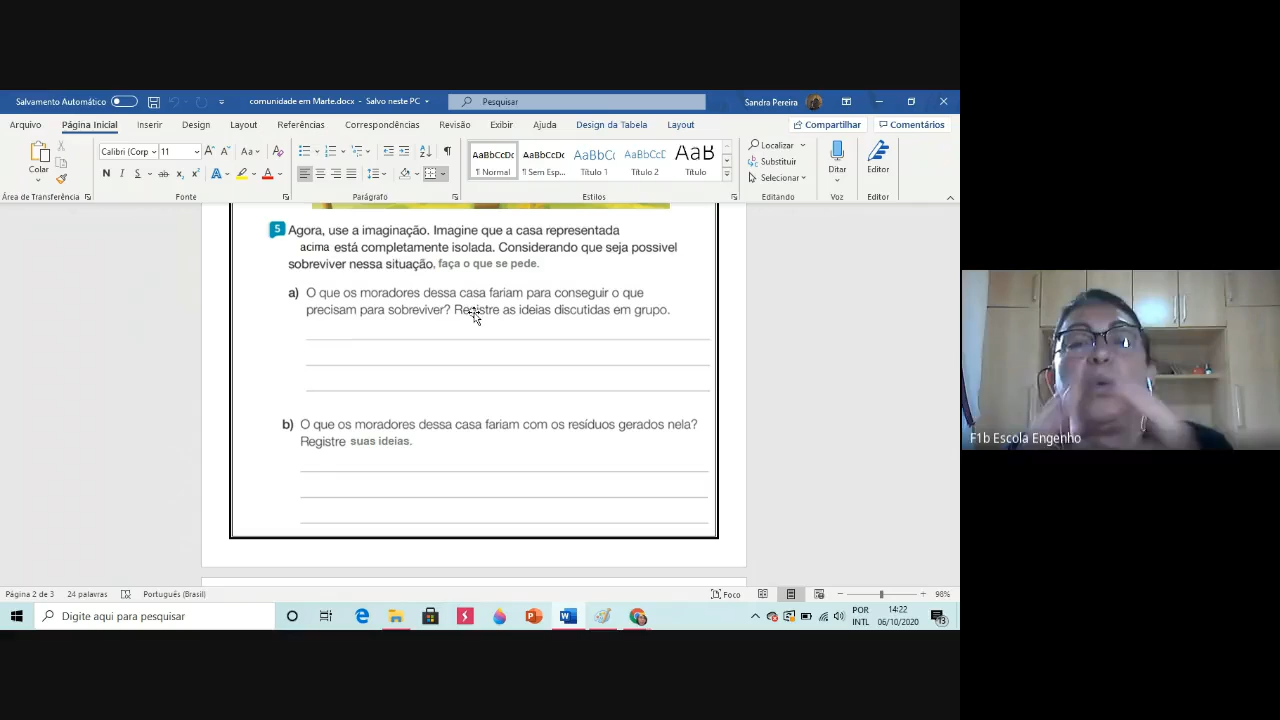 Salvamento Automático
comunidade em Marte.docx - Salvo neste PC
Pesquisar
Sandra Pereira
Arquivo Página Inicial Inserir Design Layout Referências Correspondências Revisão Exibir Ajuda Design da Tabela Layout
Compartilhar Comentários
Colar
Calibri (Corp 11
N I S ab x₂ x²
AaBbCcDc AaBbCcDc AaBbCc AaBbCcC AaB
¶ Normal ¶ Sem Esp... Título 1 Título 2 Título
Localizar
Substituir
Selecionar
Ditar Editor
Área de Transferência Fonte Parágrafo Estilos Editando Voz Editor
5 Agora, use a imaginação. Imagine que a casa representada
acima está completamente isolada. Considerando que seja possível
sobreviver nessa situação, faça o que se pede.
a) O que os moradores dessa casa fariam para conseguir o que
precisam para sobreviver? Registre as ideias discutidas em grupo.
b) O que os moradores dessa casa fariam com os resíduos gerados nela?
Registre suas ideias.
F1b Escola Engenho
Página 2 de 3 24 palavras Português (Brasil)
Foco
98%
Digite aqui para pesquisar
POR
INTL
14:22
06/10/2020